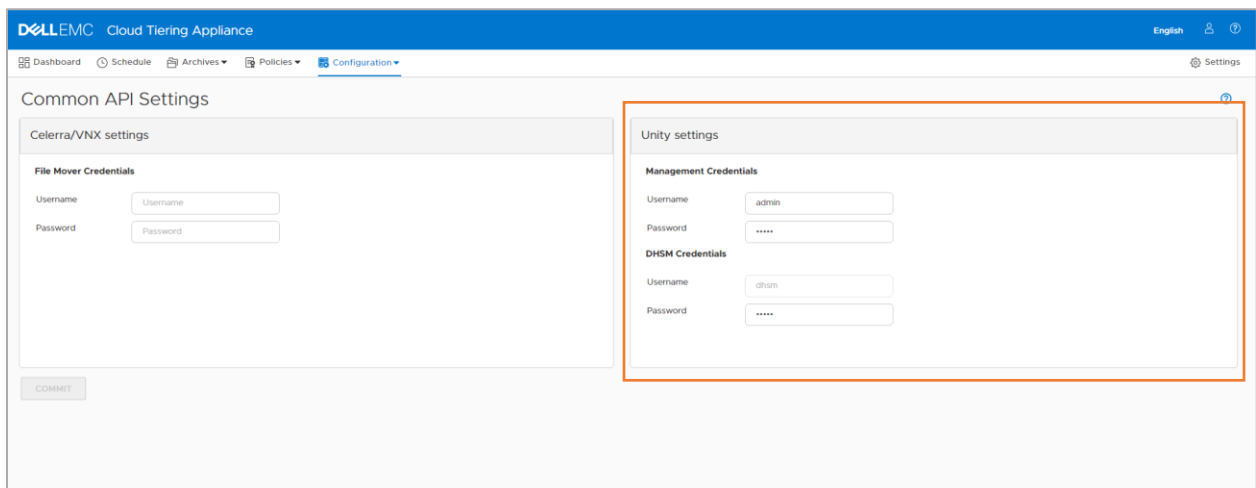 DELLEMC Cloud Tiering Appliance English
Dashboard Schedule Archives Policies Configuration Settings
Common API Settings
Celerra/VNX settings
File Mover Credentials
Username Username
Password Password
Unity settings
Management Credentials
Username admin
Password •••••
DHSM Credentials
Username dhsm
Password •••••
COMMIT